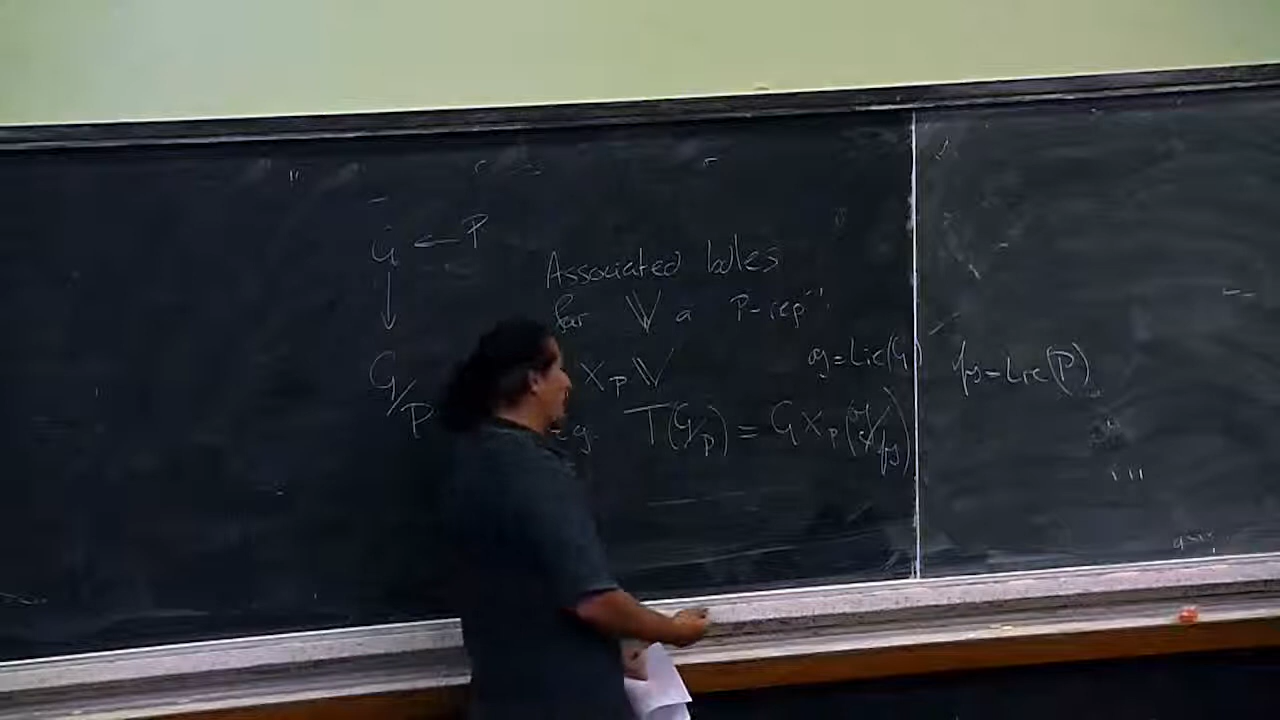 G ← P
↓
G/P
Associated bdles
for 𝕍 a P-rep^n.
×_P 𝕍
𝔤 = Lie(G)
𝔭 = Lie(P)
e.g. T(G/P) = G ×_P (𝔤/𝔭)